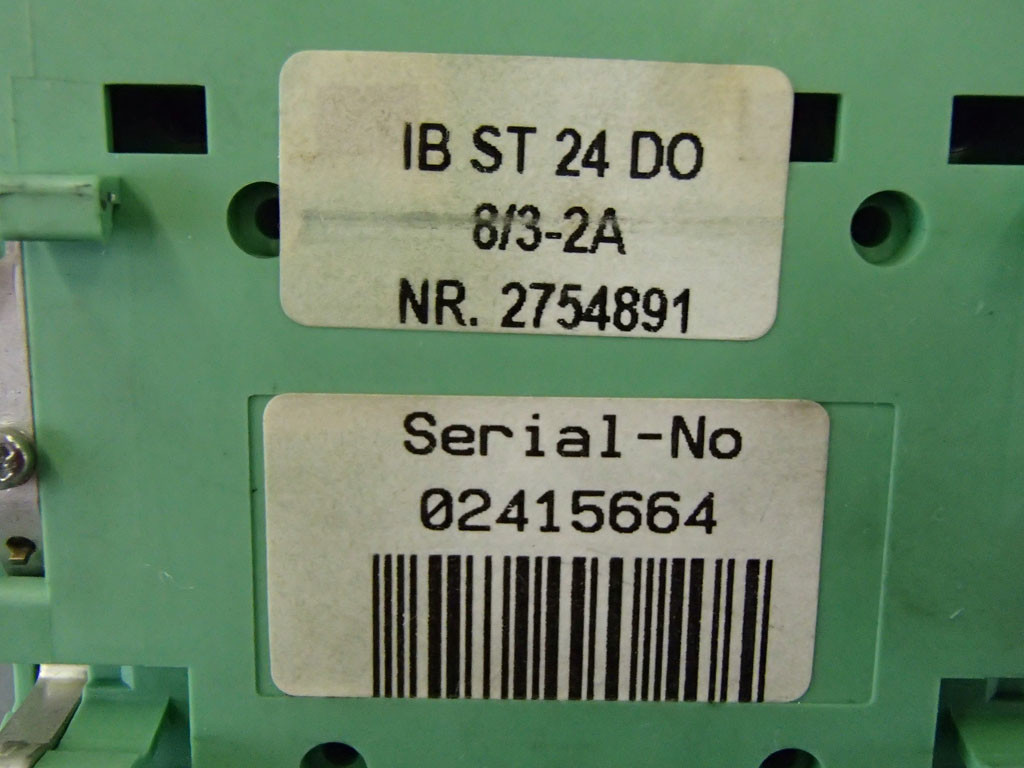 IB ST 24 DO
8/3-2A
NR. 2754891
Serial-No
02415664